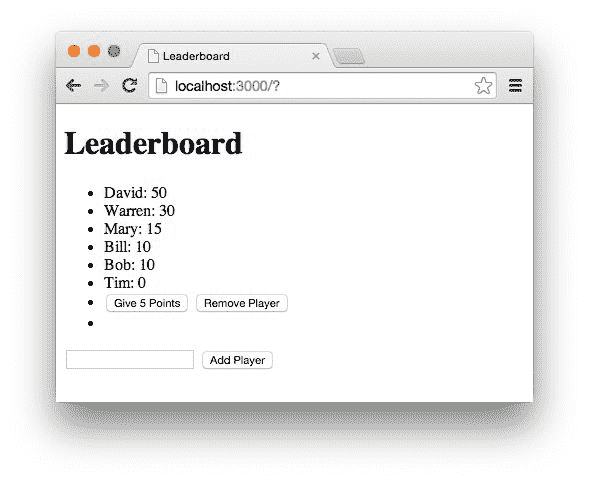 Leaderboard
localhost:3000/?
Leaderboard
David: 50
Warren: 30
Mary: 15
Bill: 10
Bob: 10
Tim: 0
Give 5 Points Remove Player
Add Player